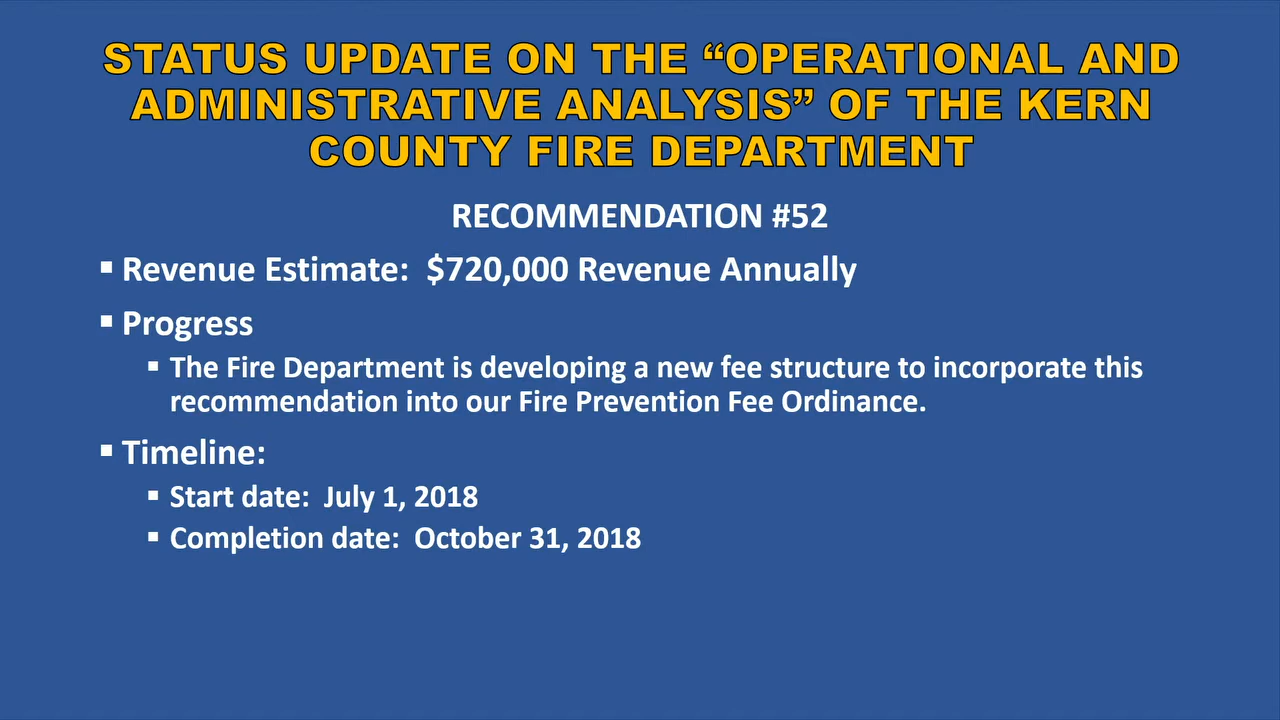 STATUS UPDATE ON THE “OPERATIONAL AND
ADMINISTRATIVE ANALYSIS” OF THE KERN
COUNTY FIRE DEPARTMENT
RECOMMENDATION #52
▪ Revenue Estimate: $720,000 Revenue Annually
▪ Progress
▪ The Fire Department is developing a new fee structure to incorporate this
recommendation into our Fire Prevention Fee Ordinance.
▪ Timeline:
▪ Start date: July 1, 2018
▪ Completion date: October 31, 2018